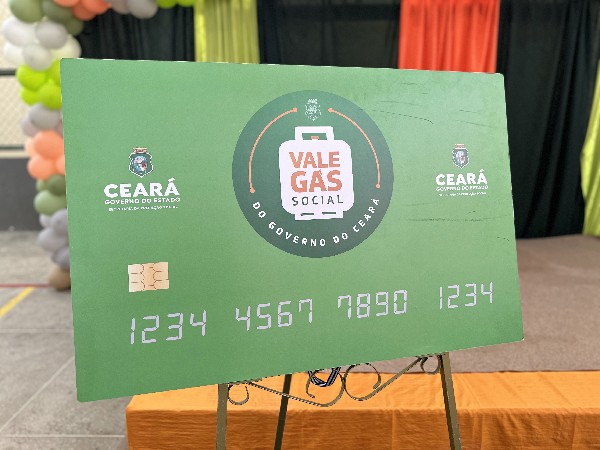 VALE
GÁS
SOCIAL
DO GOVERNO DO CEARÁ
CEARÁ
GOVERNO DO ESTADO
CEARÁ
GOVERNO DO ESTADO
1234 4567 7890 1234